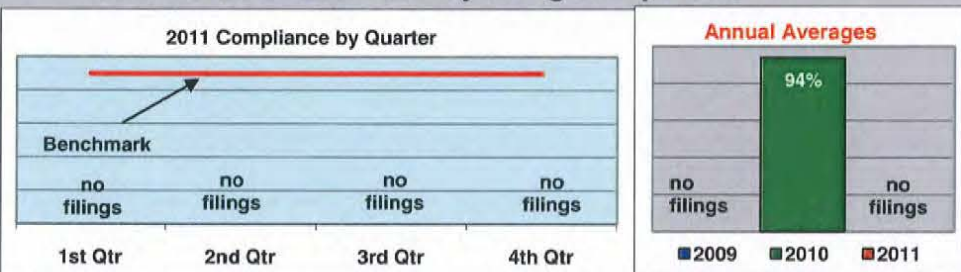 2011 Compliance by Quarter
Benchmark
no filings
no filings
no filings
no filings
1st Qtr 2nd Qtr 3rd Qtr 4th Qtr
Annual Averages
94%
no filings
no filings
2009 2010 2011